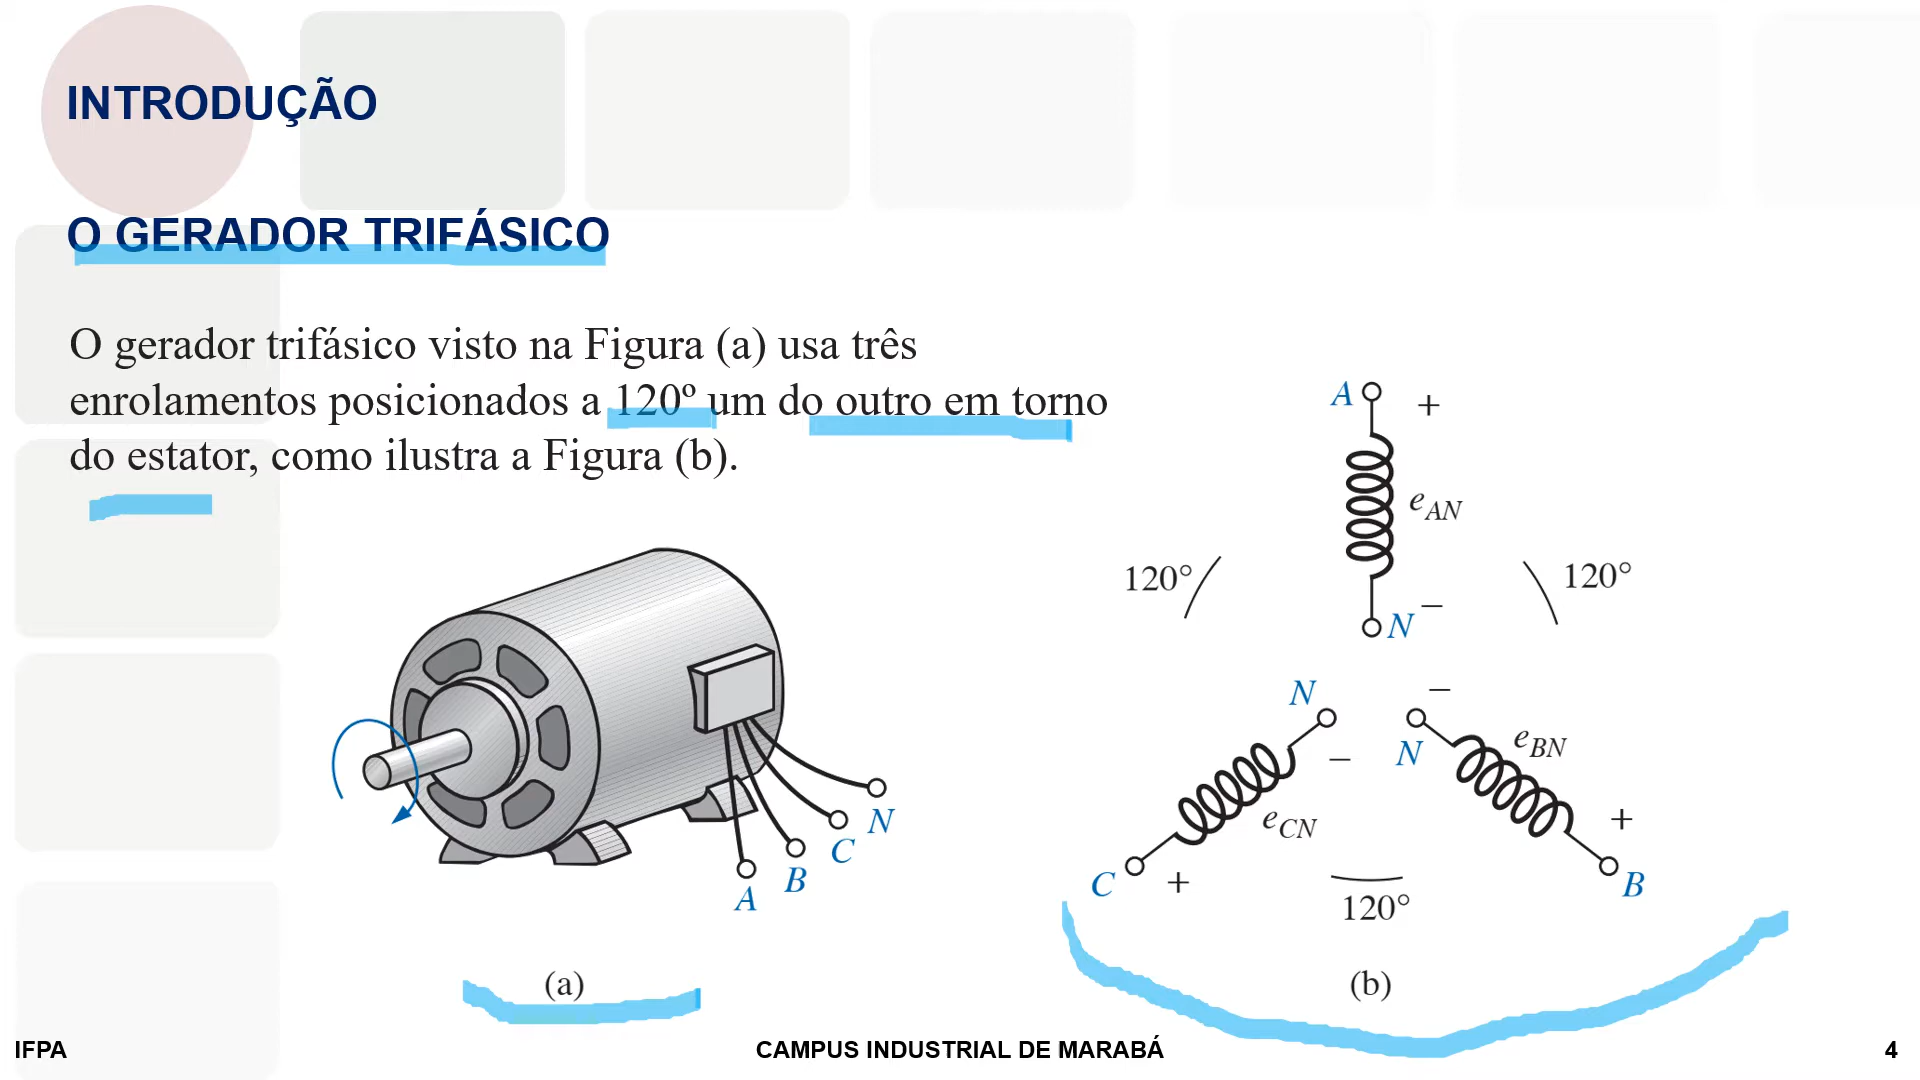 INTRODUÇÃO
O GERADOR TRIFÁSICO
O gerador trifásico visto na Figura (a) usa três
enrolamentos posicionados a 120º um do outro em torno
do estator, como ilustra a Figura (b).
A +
e_AN
120°
120°
N −
N −
− N
e_BN
e_CN
C +
+ B
120°
N
C
B
A
(a)
(b)
IFPA
CAMPUS INDUSTRIAL DE MARABÁ
4